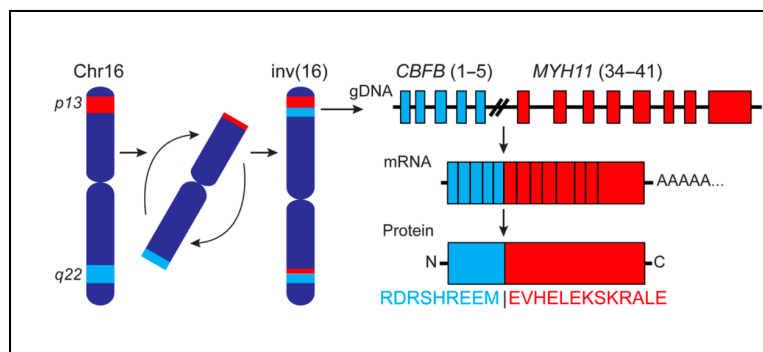 Chr16
inv(16)
CBFB (1–5)
MYH11 (34–41)
p13
gDNA
mRNA
AAAAA...
Protein
q22
N
C
RDRSHREEM|EVHELEKSKRALE